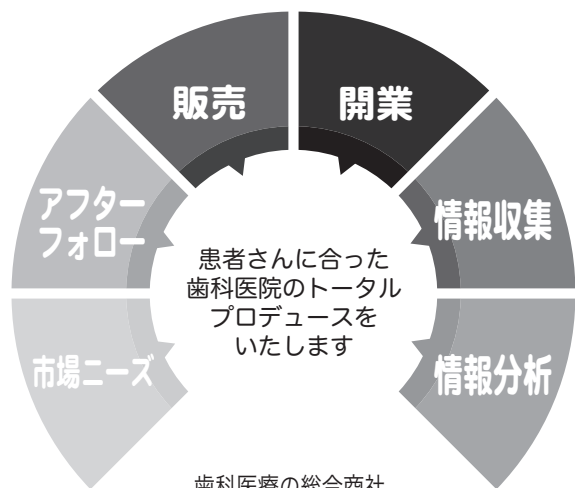 販売
開業
アフター
フォロー
情報収集
患者さんに合った
歯科医院のトータル
プロデュースを
いたします
市場ニーズ
情報分析
歯科医療の総合商社